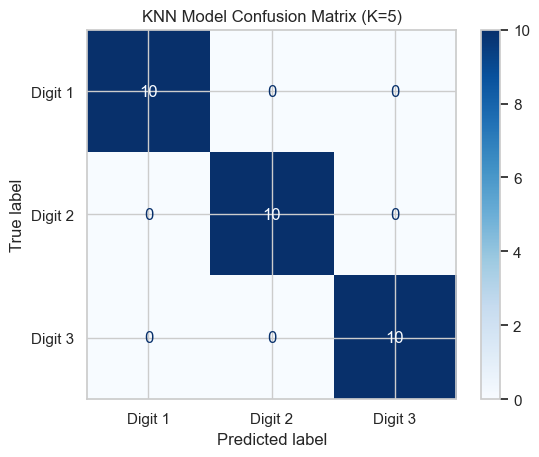 KNN Model Confusion Matrix (K=5)
True label
Digit 1
10 0 0
Digit 2
0 10 0
Digit 3
0 0 10
Digit 1 Digit 2 Digit 3
Predicted label
10
8
6
4
2
0